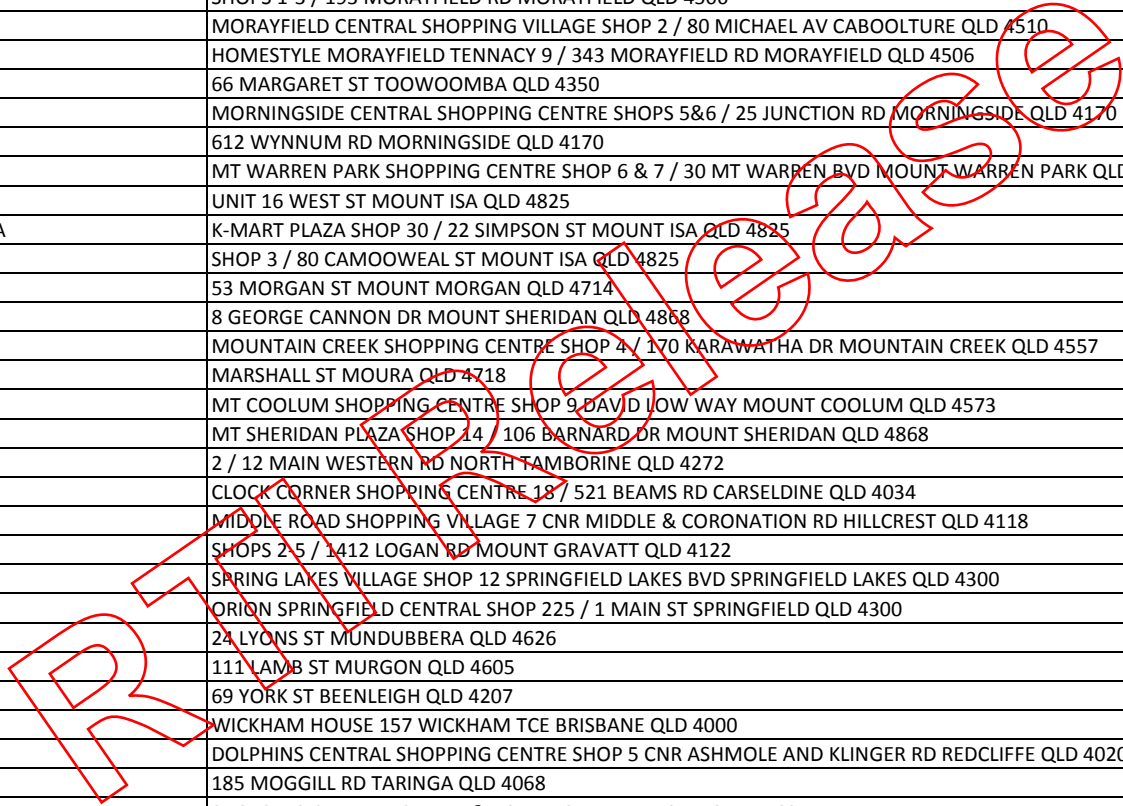 SHOPS 1-3 / 193 MORAYFIELD RD MORAYFIELD QLD 4506
MORAYFIELD CENTRAL SHOPPING VILLAGE SHOP 2 / 80 MICHAEL AV CABOOLTURE QLD 4510
HOMESTYLE MORAYFIELD TENNACY 9 / 343 MORAYFIELD RD MORAYFIELD QLD 4506
66 MARGARET ST TOOWOOMBA QLD 4350
MORNINGSIDE CENTRAL SHOPPING CENTRE SHOPS 5&6 / 25 JUNCTION RD MORNINGSIDE QLD 4170
612 WYNNUM RD MORNINGSIDE QLD 4170
MT WARREN PARK SHOPPING CENTRE SHOP 6 & 7 / 30 MT WARREN BVD MOUNT WARREN PARK QLD
UNIT 16 WEST ST MOUNT ISA QLD 4825
A K-MART PLAZA SHOP 30 / 22 SIMPSON ST MOUNT ISA QLD 4825
SHOP 3 / 80 CAMOOWEAL ST MOUNT ISA QLD 4825
53 MORGAN ST MOUNT MORGAN QLD 4714
8 GEORGE CANNON DR MOUNT SHERIDAN QLD 4868
MOUNTAIN CREEK SHOPPING CENTRE SHOP 4 / 170 KARAWATHA DR MOUNTAIN CREEK QLD 4557
MARSHALL ST MOURA QLD 4718
MT COOLUM SHOPPING CENTRE SHOP 9 DAVID LOW WAY MOUNT COOLUM QLD 4573
MT SHERIDAN PLAZA SHOP 14 / 106 BARNARD DR MOUNT SHERIDAN QLD 4868
2 / 12 MAIN WESTERN RD NORTH TAMBORINE QLD 4272
CLOCK CORNER SHOPPING CENTRE 18 / 521 BEAMS RD CARSELDINE QLD 4034
MIDDLE ROAD SHOPPING VILLAGE 7 CNR MIDDLE & CORONATION RD HILLCREST QLD 4118
SHOPS 2-5 / 1412 LOGAN RD MOUNT GRAVATT QLD 4122
SPRING LAKES VILLAGE SHOP 12 SPRINGFIELD LAKES BVD SPRINGFIELD LAKES QLD 4300
ORION SPRINGFIELD CENTRAL SHOP 225 / 1 MAIN ST SPRINGFIELD QLD 4300
24 LYONS ST MUNDUBBERA QLD 4626
111 LAMB ST MURGON QLD 4605
69 YORK ST BEENLEIGH QLD 4207
WICKHAM HOUSE 157 WICKHAM TCE BRISBANE QLD 4000
DOLPHINS CENTRAL SHOPPING CENTRE SHOP 5 CNR ASHMOLE AND KLINGER RD REDCLIFFE QLD 4020
185 MOGGILL RD TARINGA QLD 4068
RTI Release